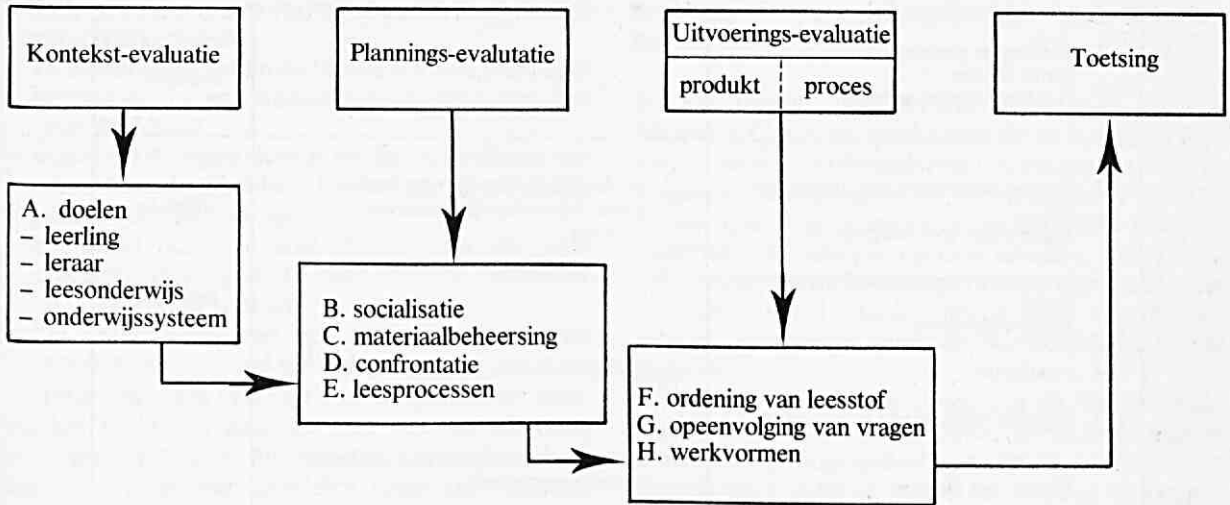 Kontekst-evaluatie
Plannings-evalutatie
Uitvoerings-evaluatie
produkt
proces
Toetsing
A. doelen
– leerling
– leraar
– leesonderwijs
– onderwijssysteem
B. socialisatie
C. materiaalbeheersing
D. confrontatie
E. leesprocessen
F. ordening van leesstof
G. opeenvolging van vragen
H. werkvormen